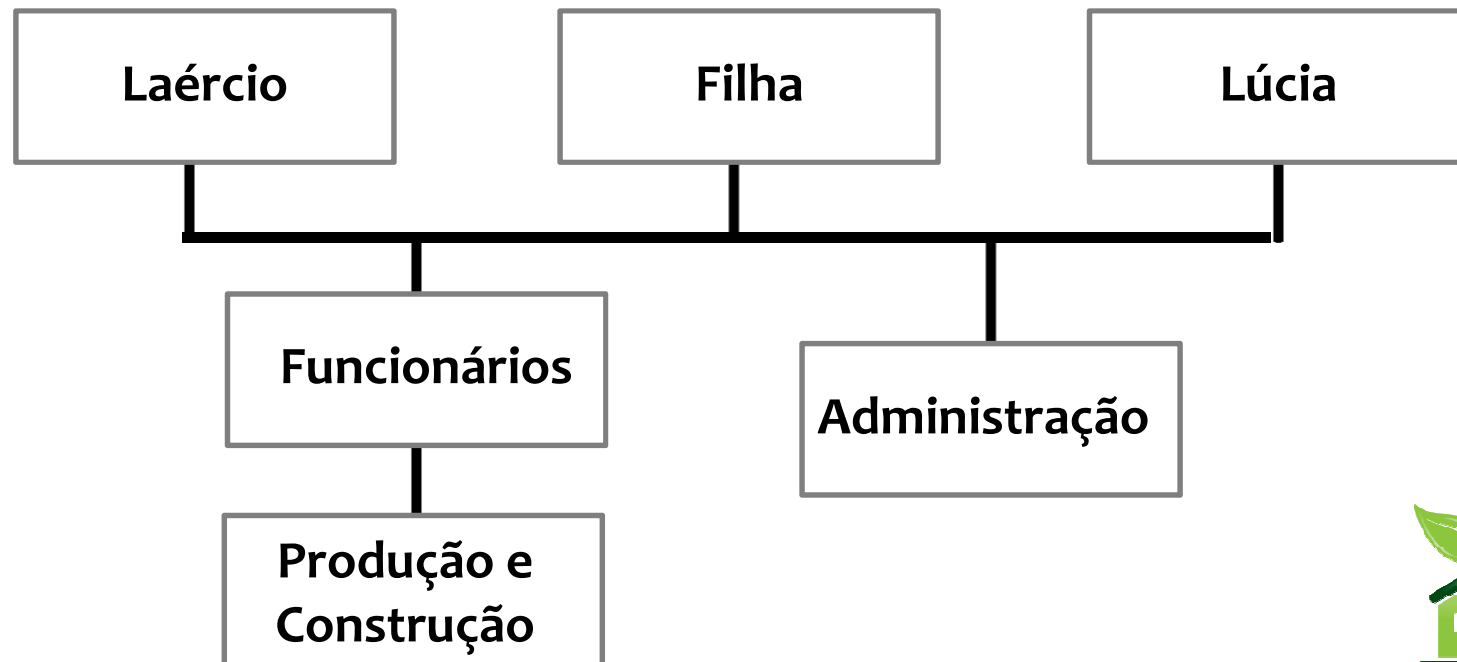 Laércio
Filha
Lúcia
Funcionários
Administração
Produção e
Construção